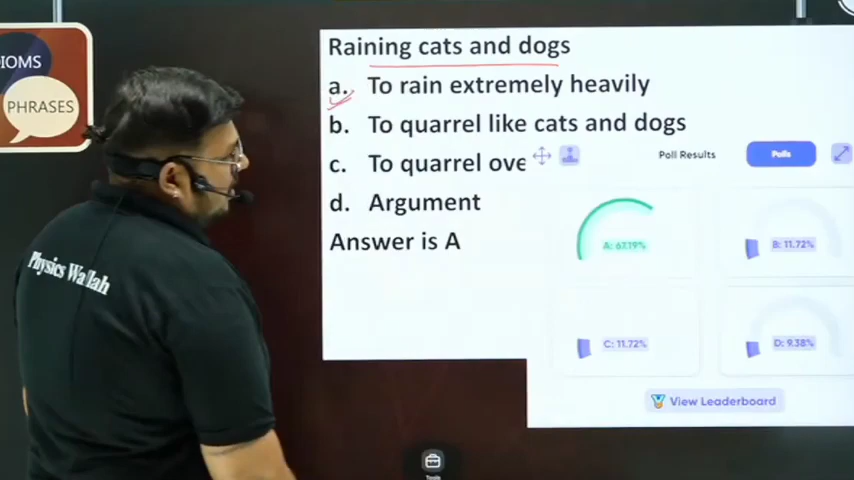 IOMS
PHRASES
Physics Wallah
Raining cats and dogs
a. To rain extremely heavily
b. To quarrel like cats and dogs
c. To quarrel ove
d. Argument
Answer is A
Poll Results
Polls
A: 67.19%
B: 11.72%
C: 11.72%
D: 9.38%
View Leaderboard
Tools